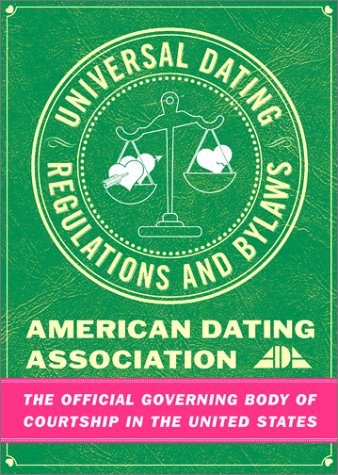 UNIVERSAL DATING
REGULATIONS AND BYLAWS
AMERICAN DATING
ASSOCIATION ADA
THE OFFICIAL GOVERNING BODY OF
COURTSHIP IN THE UNITED STATES